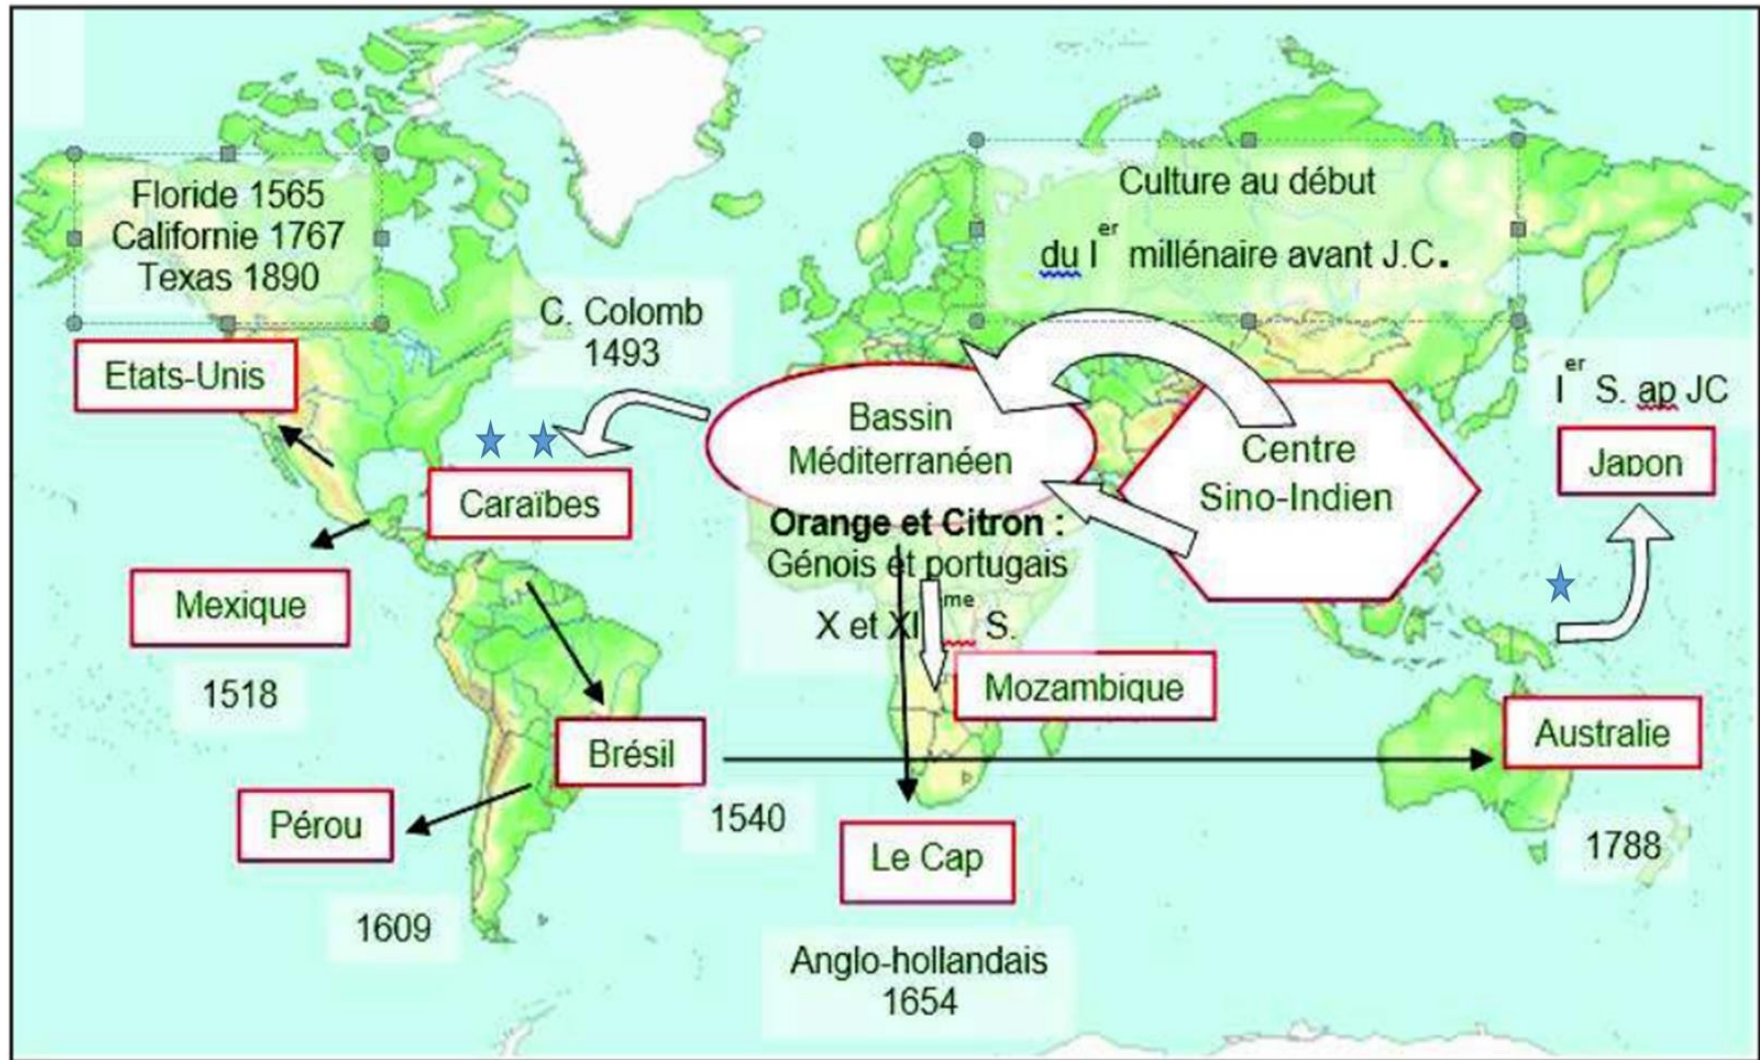 Floride 1565
Californie 1767
Texas 1890
Culture au début
du Ier millénaire avant J.C.
C. Colomb
1493
Etats-Unis
Ier S. ap JC
Japon
Bassin
Méditerranéen
Centre
Sino-Indien
Caraïbes
Orange et Citron :
Génois et portugais
X et XI me S.
Mexique
1518
Mozambique
Brésil
Australie
Pérou
1540
Le Cap
1788
1609
Anglo-hollandais
1654